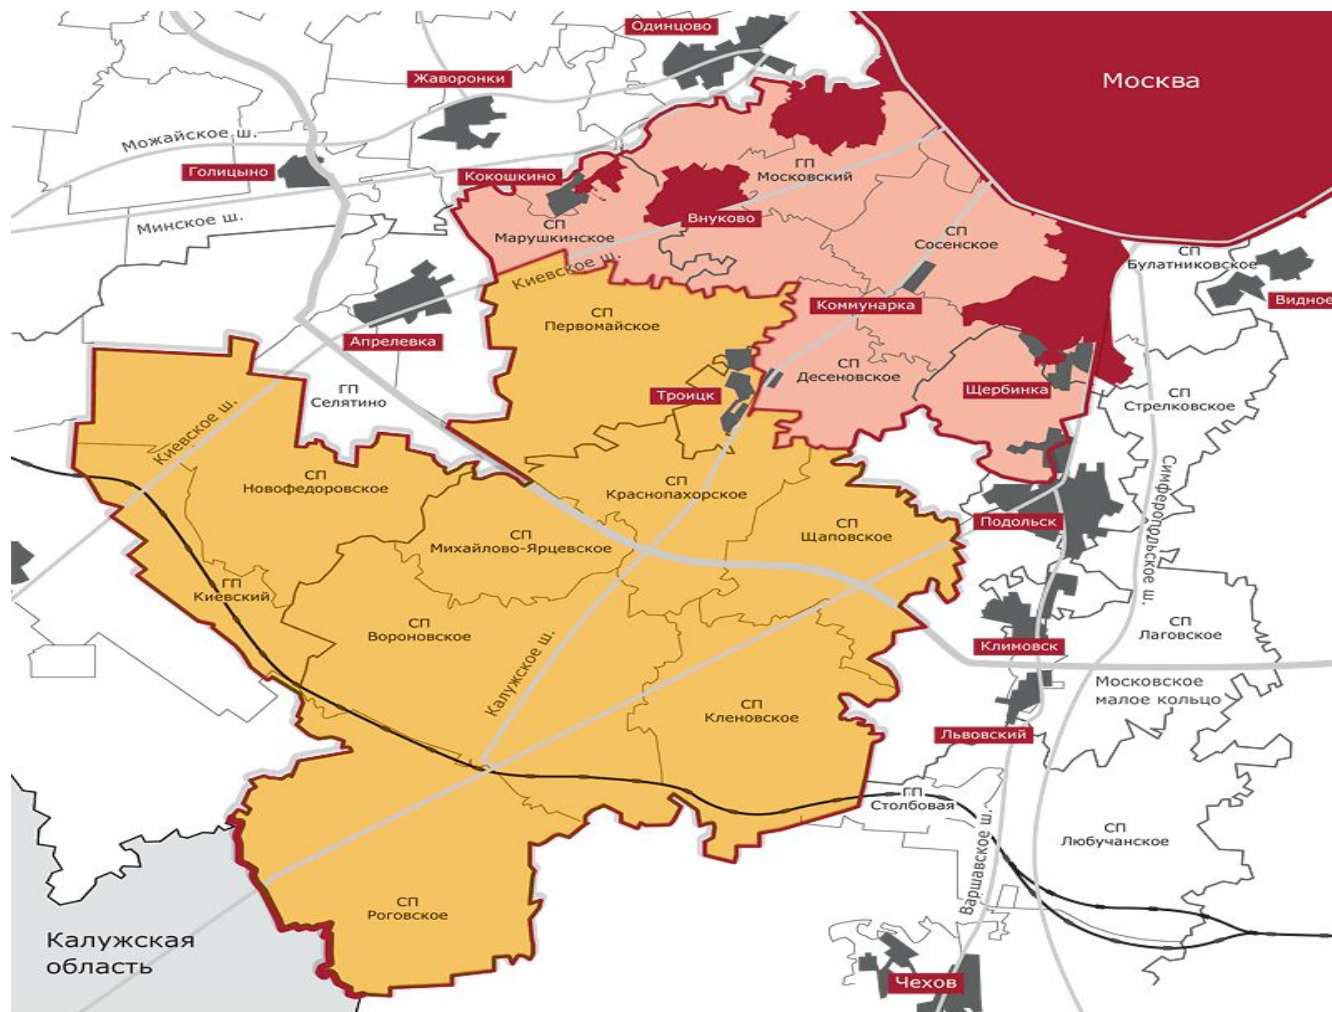 Одинцово
Москва
Жаворонки
Можайское ш.
Голицыно
Кокошкино
ГП
Московский
Минское ш.
Внуково
СП
Марушкинское
СП
Сосенское
СП
Булатниковское
Киевское ш.
Видное
Коммунарка
СП
Первомайское
Апрелевка
СП
Десеновское
Щербинка
ГП
Селятино
Троицк
СП
Стрелковское
Киевское ш.
СП
Новофедоровское
СП
Краснопахорское
Симферопольское ш.
Подольск
СП
Щаповское
СП
Михайлово-Ярцевское
ГП
Киевский
СП
Вороновское
СП
Лаговское
Климовск
Калужское ш.
Московское
малое кольцо
СП
Кленовское
Львовский
ГП
Столбовая
СП
Любучанское
Варшавское ш.
СП
Роговское
Калужская
область
Чехов